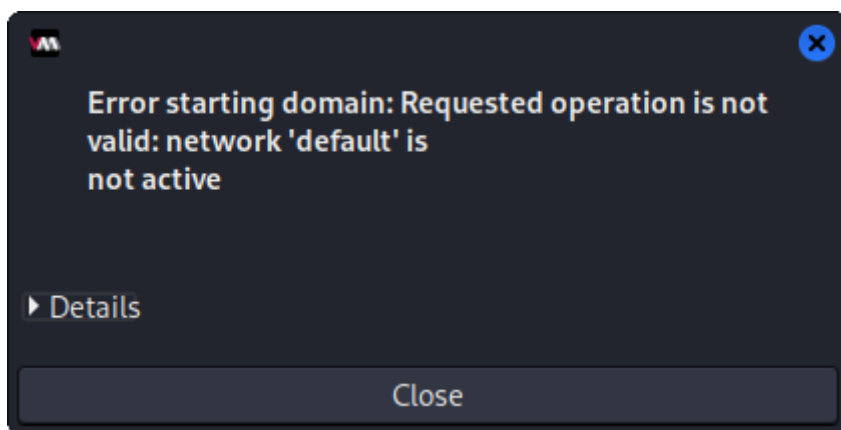 Error starting domain: Requested operation is not
valid: network 'default' is
not active
Details
Close